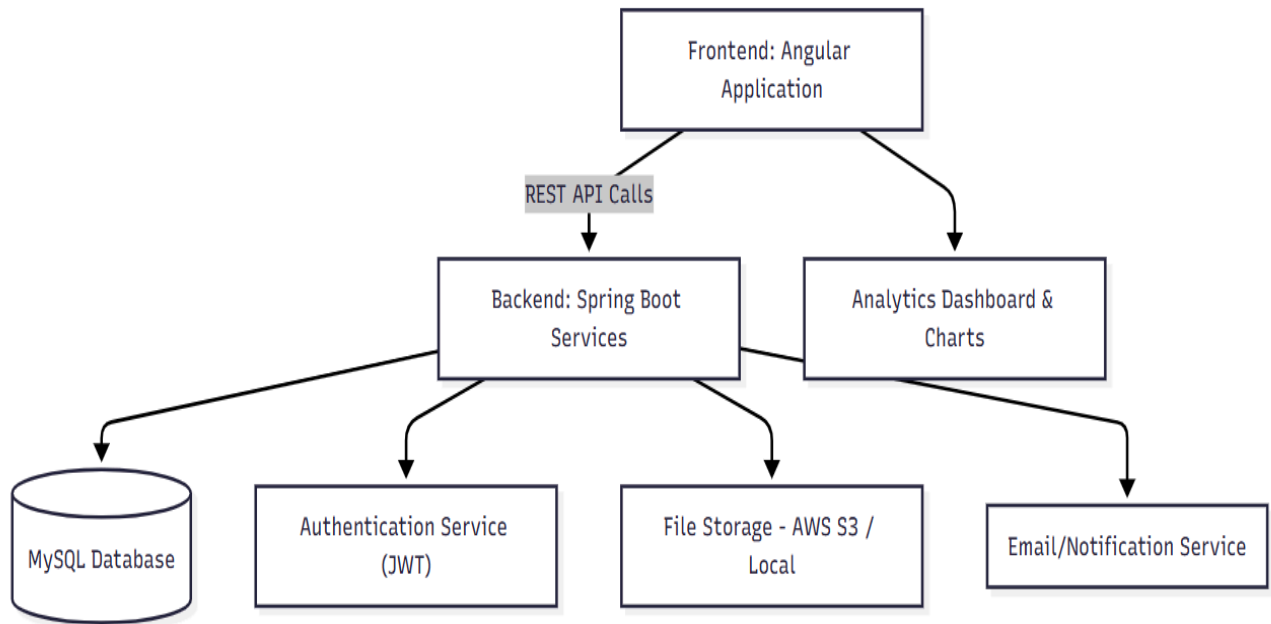 Frontend: Angular
Application
REST API Calls
Backend: Spring Boot
Services
Analytics Dashboard &
Charts
MySQL Database
Authentication Service
(JWT)
File Storage - AWS S3 /
Local
Email/Notification Service